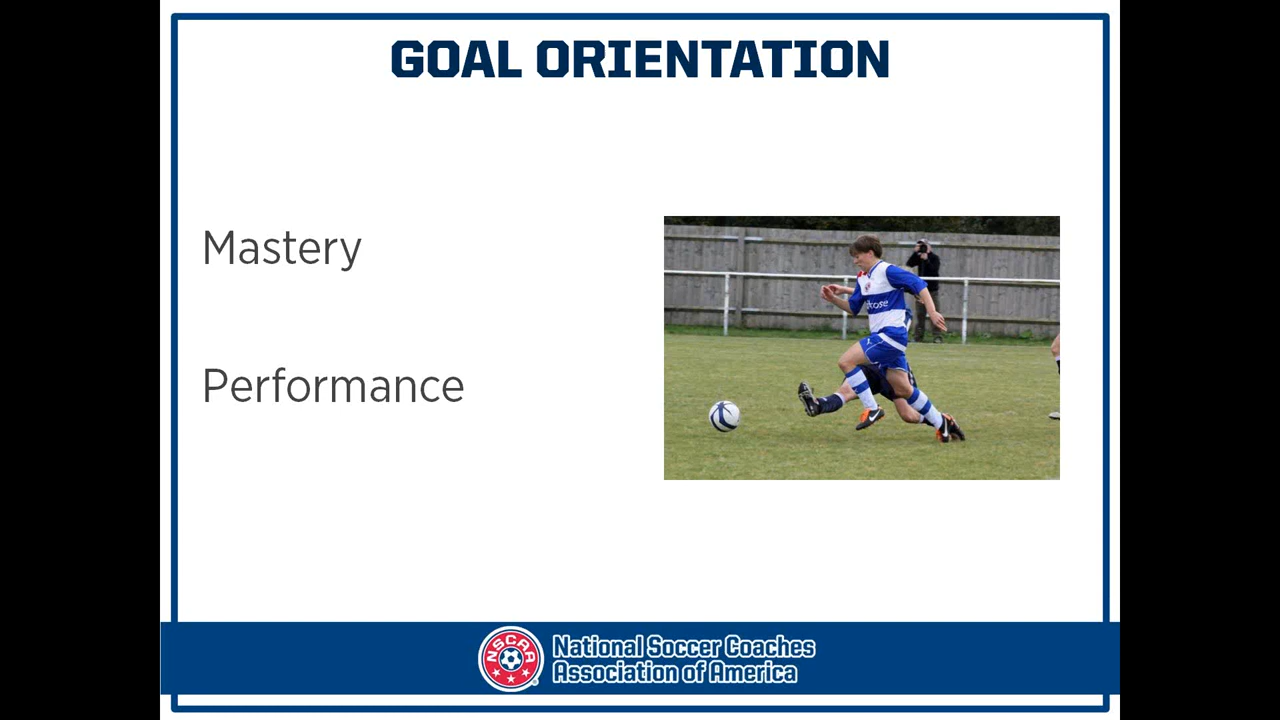 GOAL ORIENTATION
Mastery
Performance
NSCAA
National Soccer Coaches
Association of America